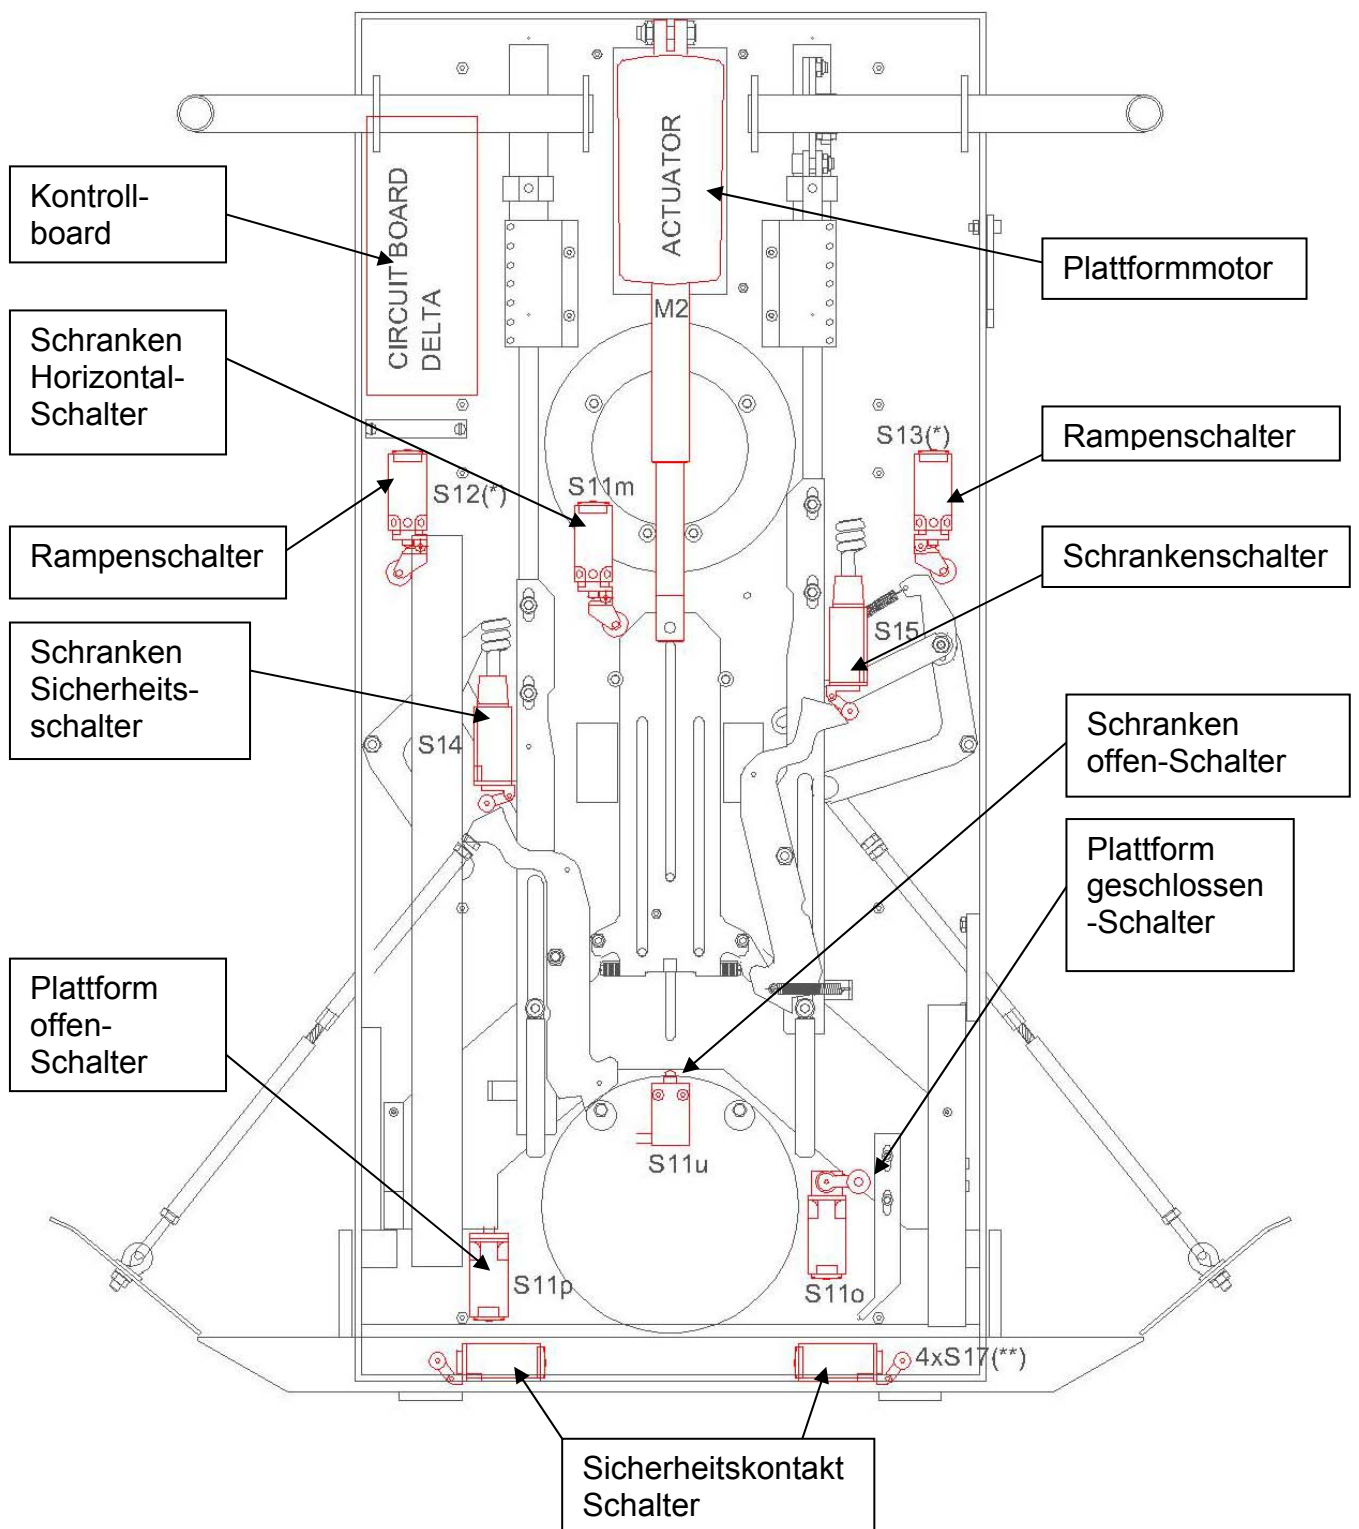 Kontroll-
board
CIRCUIT BOARD
DELTA
ACTUATOR
M2
Plattformmotor
Schranken
Horizontal-
Schalter
S13(*)
Rampenschalter
S12(*)
S11m
Rampenschalter
Schrankenschalter
S15
Schranken
Sicherheits-
schalter
S14
Schranken
offen-Schalter
Plattform
geschlossen
-Schalter
Plattform
offen-
Schalter
S11u
S11p
S11o
4xS17(**)
Sicherheitskontakt
Schalter